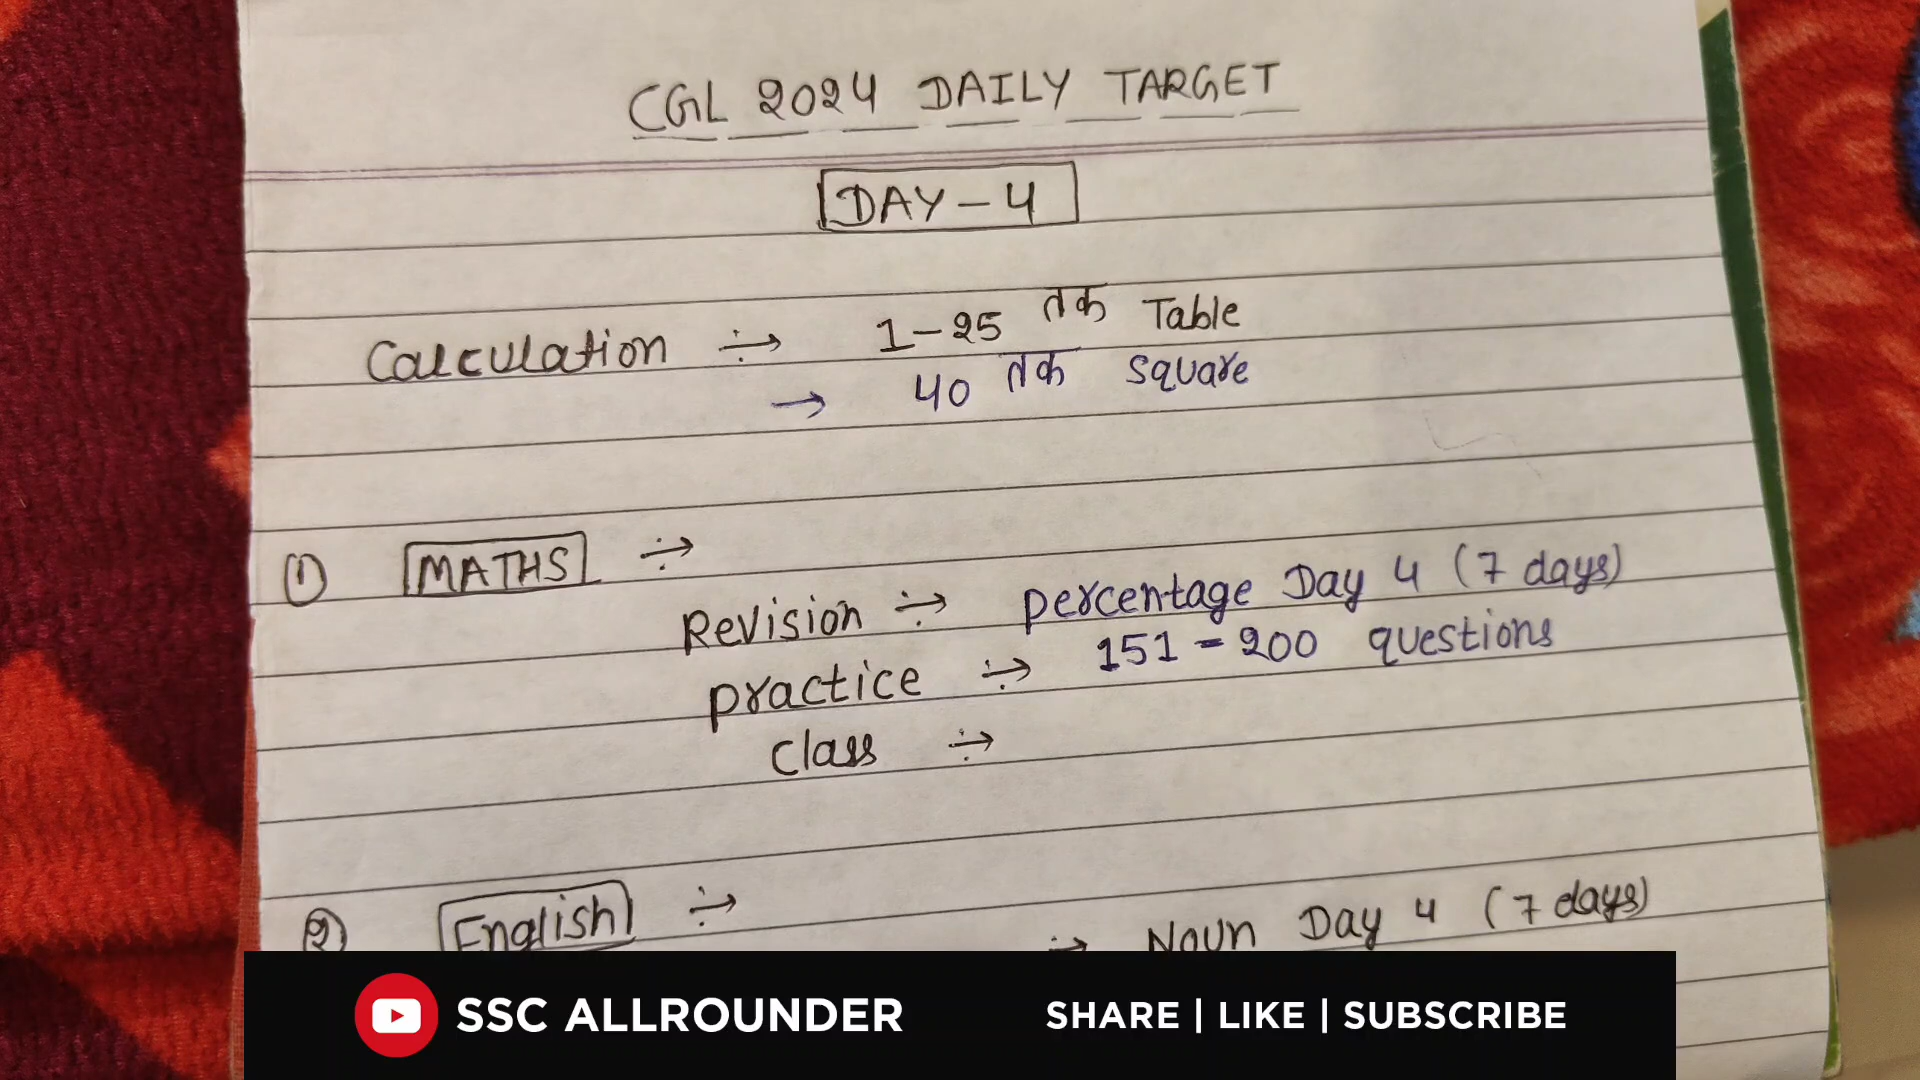 CGL 2024 DAILY TARGET
DAY - 4
Calculation ÷→ 1-25 तक Table
→ 40 तक square
① MATHS ÷→
Revision ÷→ percentage Day 4 (7 days)
practice ÷→ 151-200 questions
class ÷→
② English ÷→
÷→ Noun Day 4 (7 days)
SSC ALLROUNDER SHARE | LIKE | SUBSCRIBE